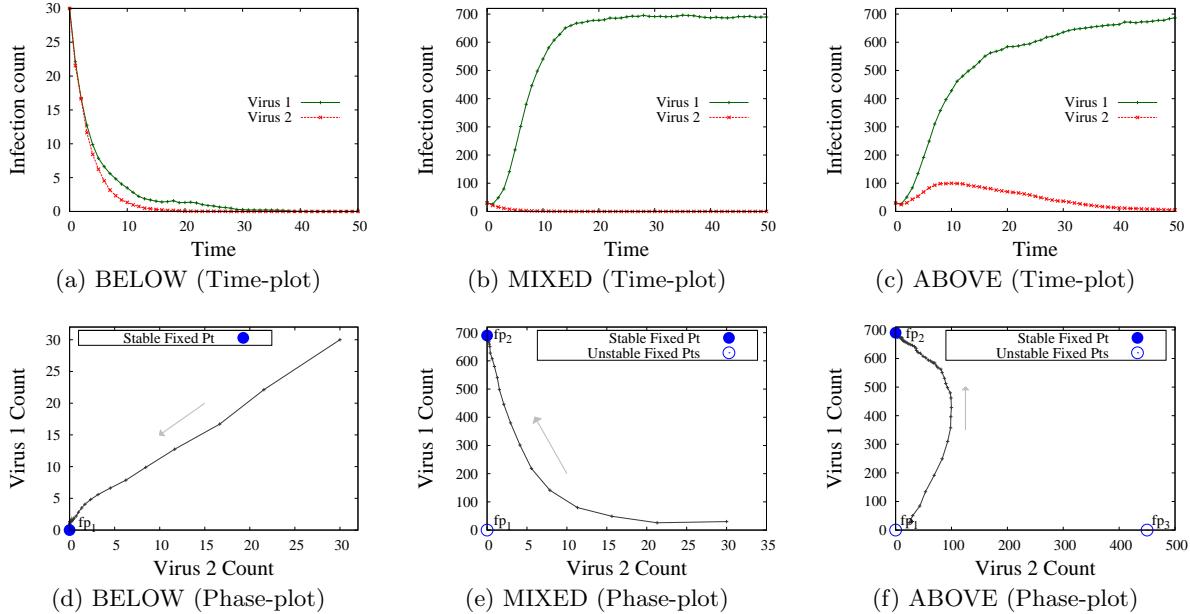 30
25
20
15
10
5
0
Infection count
Virus 1
Virus 2
0 10 20 30 40 50
Time
(a) BELOW (Time-plot)
700
600
500
400
300
200
100
0
Infection count
Virus 1
Virus 2
0 10 20 30 40 50
Time
(b) MIXED (Time-plot)
700
600
500
400
300
200
100
0
Infection count
Virus 1
Virus 2
0 10 20 30 40 50
Time
(c) ABOVE (Time-plot)
Stable Fixed Pt
30
25
20
15
10
5
0
Virus 1 Count
fp1
0 5 10 15 20 25 30
Virus 2 Count
(d) BELOW (Phase-plot)
Stable Fixed Pt
Unstable Fixed Pts
700
600
500
400
300
200
100
0
Virus 1 Count
fp2
fp1
0 5 10 15 20 25 30 35
Virus 2 Count
(e) MIXED (Phase-plot)
Stable Fixed Pt
Unstable Fixed Pts
700
600
500
400
300
200
100
0
Virus 1 Count
fp2
fp1
fp3
0 100 200 300 400 500
Virus 2 Count
(f) ABOVE (Phase-plot)